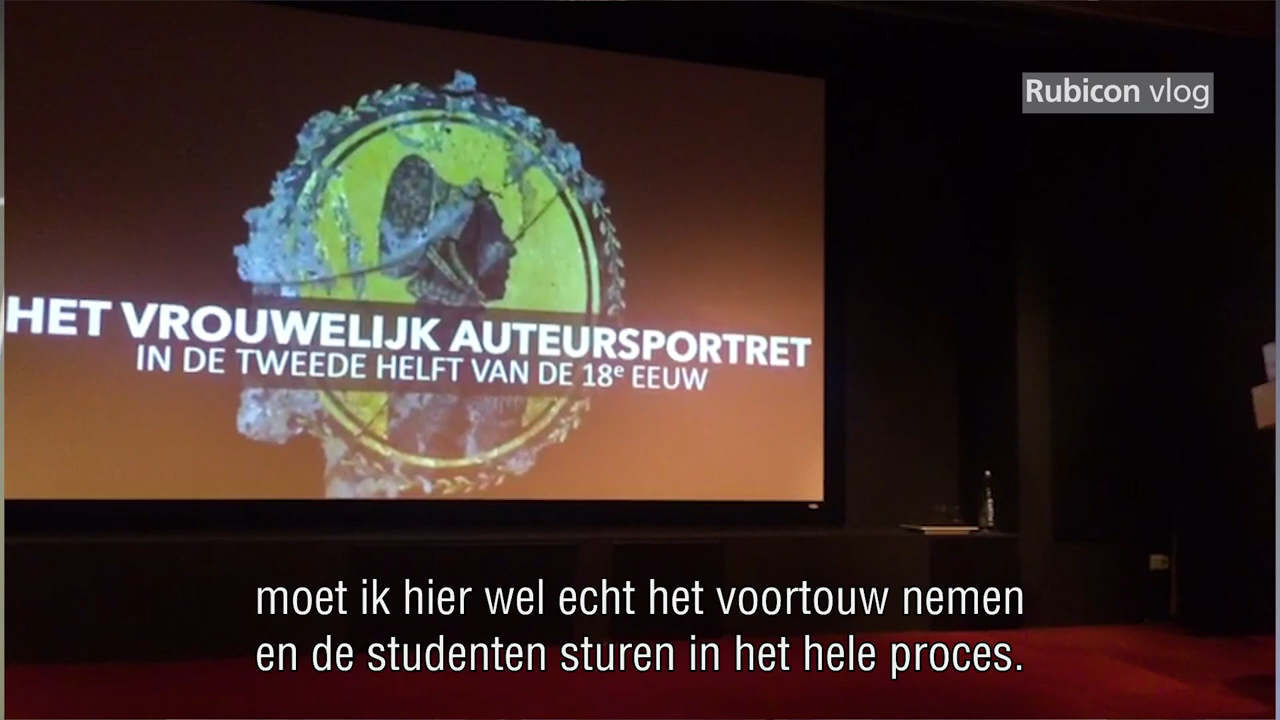 Rubicon vlog
HET VROUWELIJK AUTEURSPORTRET
IN DE TWEEDE HELFT VAN DE 18e EEUW
moet ik hier wel echt het voortouw nemen
en de studenten sturen in het hele proces.